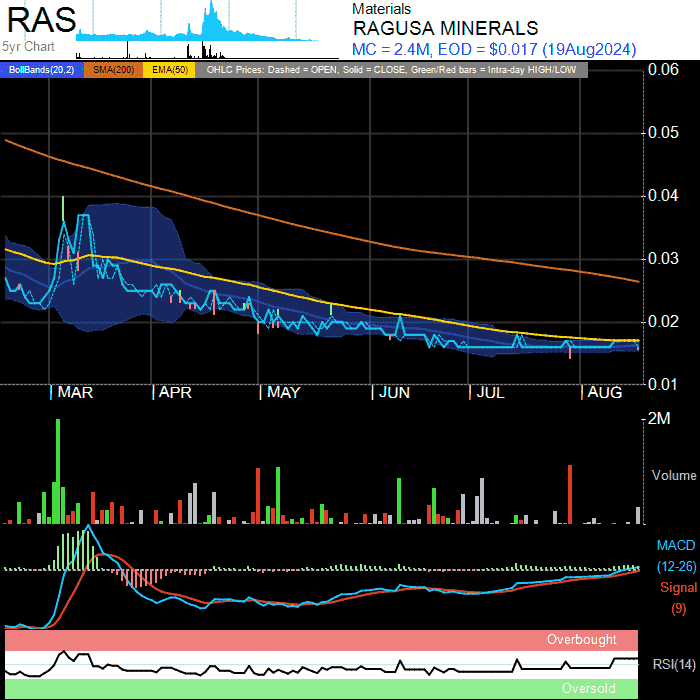 RAS
5yr Chart
Materials
RAGUSA MINERALS
MC = 2.4M, EOD = $0.017 (19Aug2024)
BollBands(20,2) SMA(200) EMA(50) OHLC Prices: Dashed = OPEN, Solid = CLOSE, Green/Red bars = Intra-day HIGH/LOW
0.06
0.05
0.04
0.03
0.02
0.01
MAR APR MAY JUN JUL AUG
2M
Volume
MACD
(12-26)
Signal
(9)
Overbought
RSI(14)
Oversold